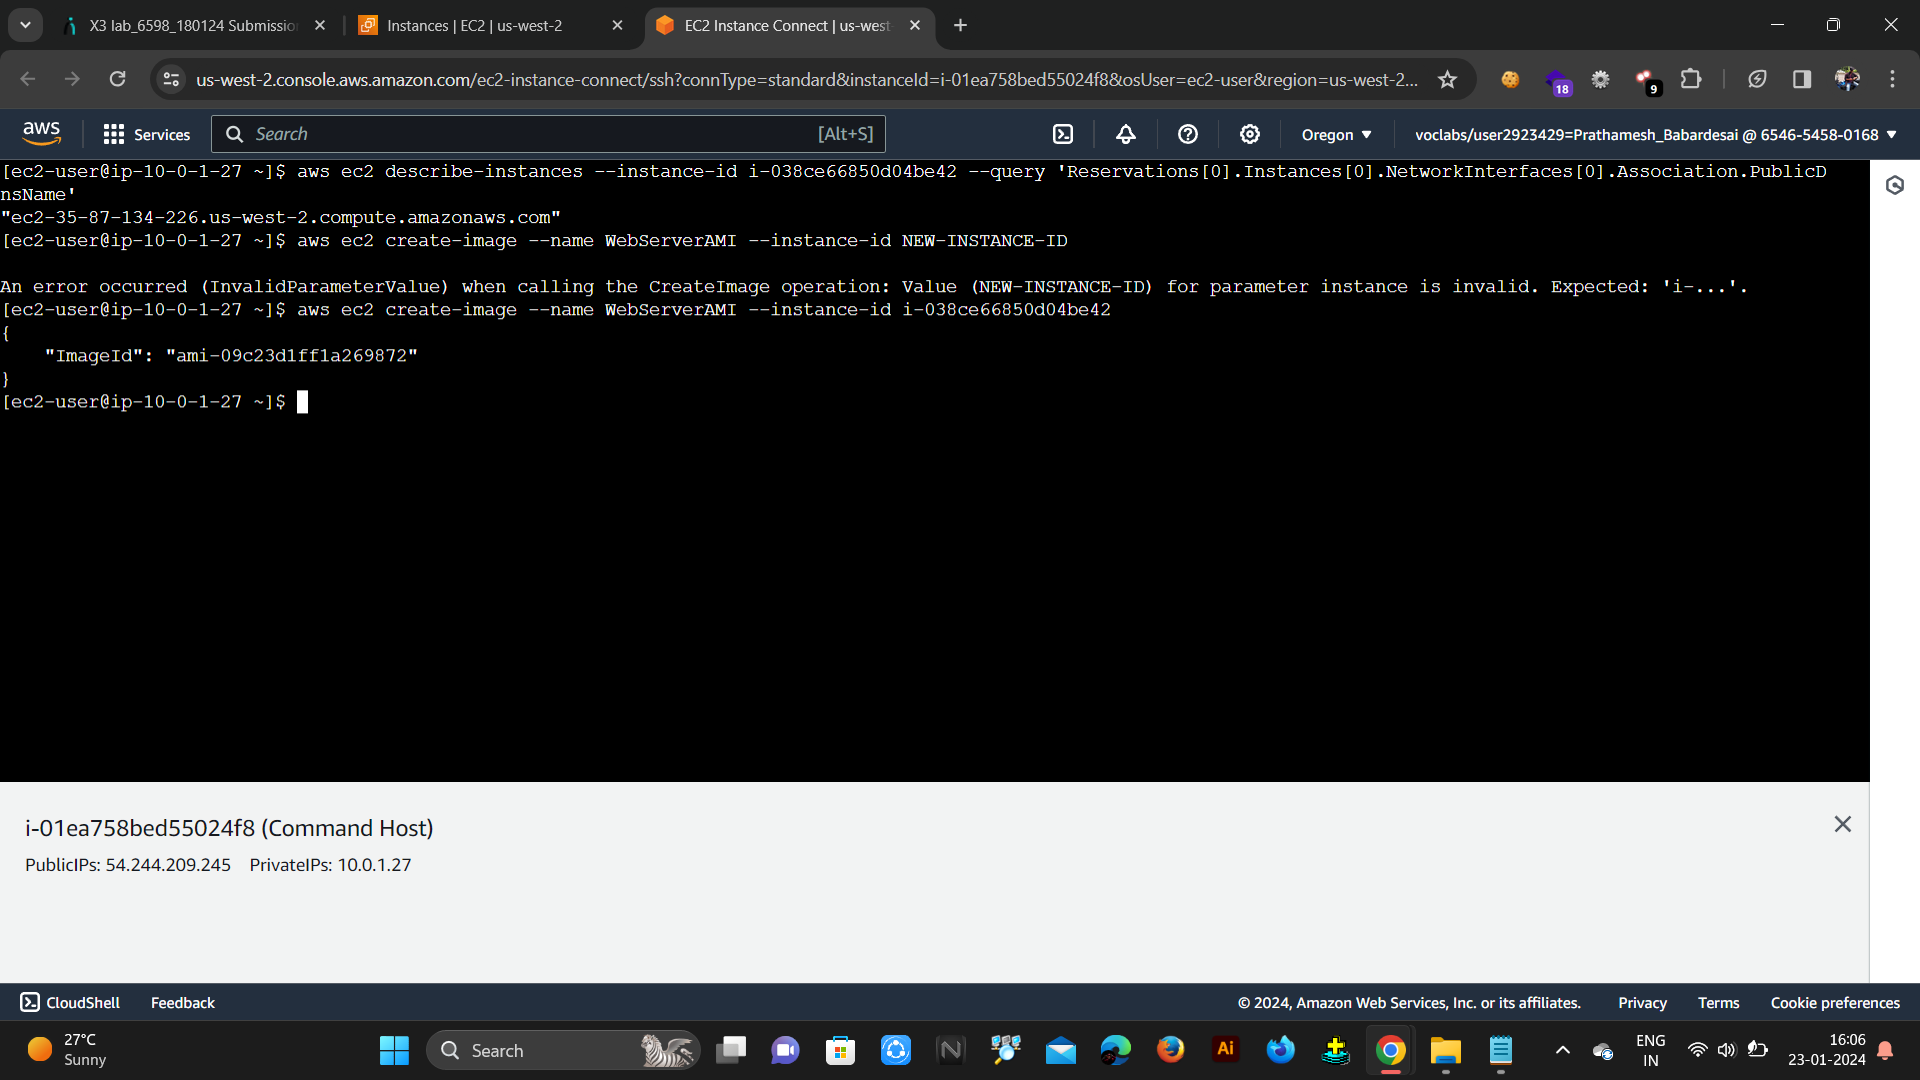 X3 lab_6598_180124 Submission
Instances | EC2 | us-west-2
EC2 Instance Connect | us-west-
us-west-2.console.aws.amazon.com/ec2-instance-connect/ssh?connType=standard&instanceId=i-01ea758bed55024f8&osUser=ec2-user&region=us-west-2...
18
9
aws
Services
Search
[Alt+S]
Oregon
voclabs/user2923429=Prathamesh_Babardesai @ 6546-5458-0168
[ec2-user@ip-10-0-1-27 ~]$ aws ec2 describe-instances --instance-id i-038ce66850d04be42 --query 'Reservations[0].Instances[0].NetworkInterfaces[0].Association.PublicD
nsName'
"ec2-35-87-134-226.us-west-2.compute.amazonaws.com"
[ec2-user@ip-10-0-1-27 ~]$ aws ec2 create-image --name WebServerAMI --instance-id NEW-INSTANCE-ID
An error occurred (InvalidParameterValue) when calling the CreateImage operation: Value (NEW-INSTANCE-ID) for parameter instance is invalid. Expected: 'i-...'.
[ec2-user@ip-10-0-1-27 ~]$ aws ec2 create-image --name WebServerAMI --instance-id i-038ce66850d04be42
{
    "ImageId": "ami-09c23d1ff1a269872"
}
[ec2-user@ip-10-0-1-27 ~]$
i-01ea758bed55024f8 (Command Host)
PublicIPs: 54.244.209.245 PrivateIPs: 10.0.1.27
CloudShell
Feedback
© 2024, Amazon Web Services, Inc. or its affiliates.
Privacy
Terms
Cookie preferences
27°C
Sunny
Search
Ai
ENG
IN
16:06
23-01-2024